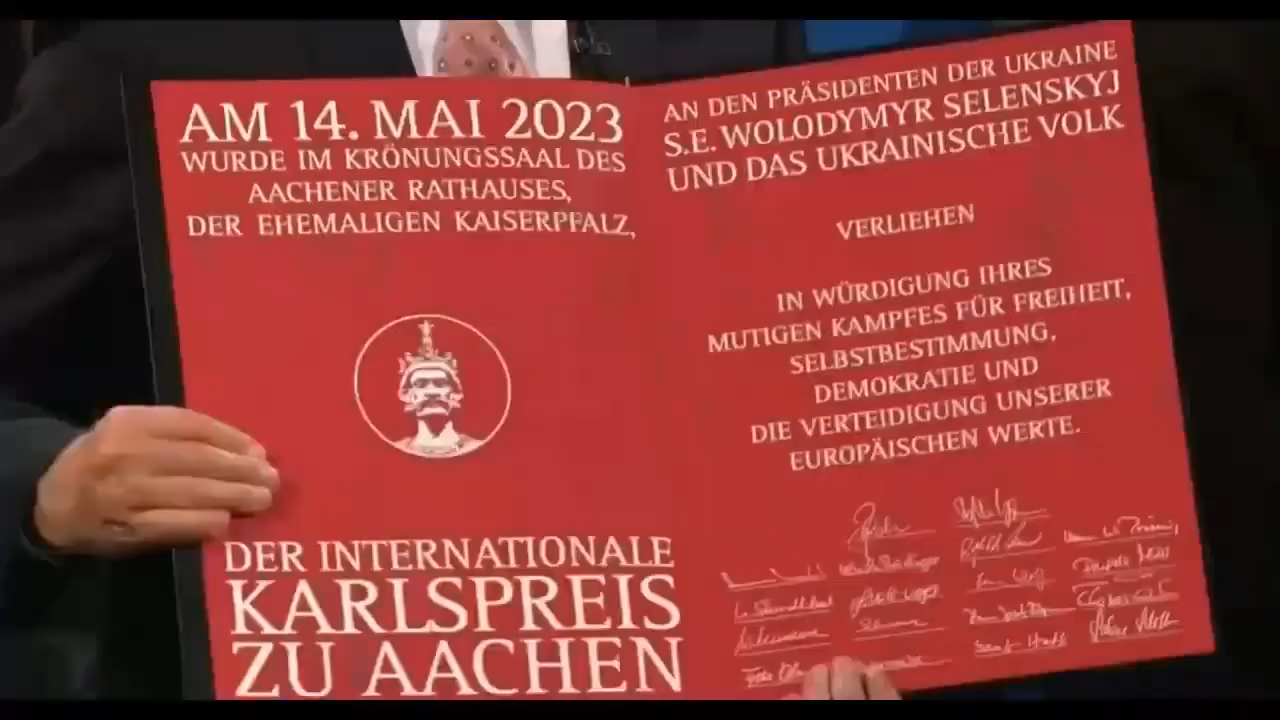 AM 14. MAI 2023
WURDE IM KRÖNUNGSSAAL DES
AACHENER RATHAUSES,
DER EHEMALIGEN KAISERPFALZ,
DER INTERNATIONALE
KARLSPREIS
ZU AACHEN
AN DEN PRÄSIDENTEN DER UKRAINE
S.E. WOLODYMYR SELENSKYJ
UND DAS UKRAINISCHE VOLK
VERLIEHEN
IN WÜRDIGUNG IHRES
MUTIGEN KAMPFES FÜR FREIHEIT,
SELBSTBESTIMMUNG,
DEMOKRATIE UND
DIE VERTEIDIGUNG UNSERER
EUROPÄISCHEN WERTE.